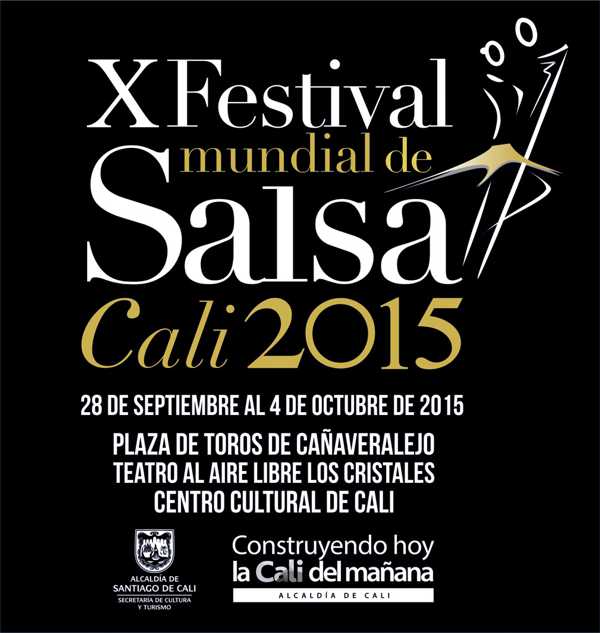 X Festival
mundial de
Salsa
Cali 2015
28 DE SEPTIEMBRE AL 4 DE OCTUBRE DE 2015
PLAZA DE TOROS DE CAÑAVERALEJO
TEATRO AL AIRE LIBRE LOS CRISTALES
CENTRO CULTURAL DE CALI
ALCALDÍA DE
SANTIAGO DE CALI
SECRETARÍA DE CULTURA
Y TURISMO
Construyendo hoy
la Cali del mañana
ALCALDÍA DE CALI